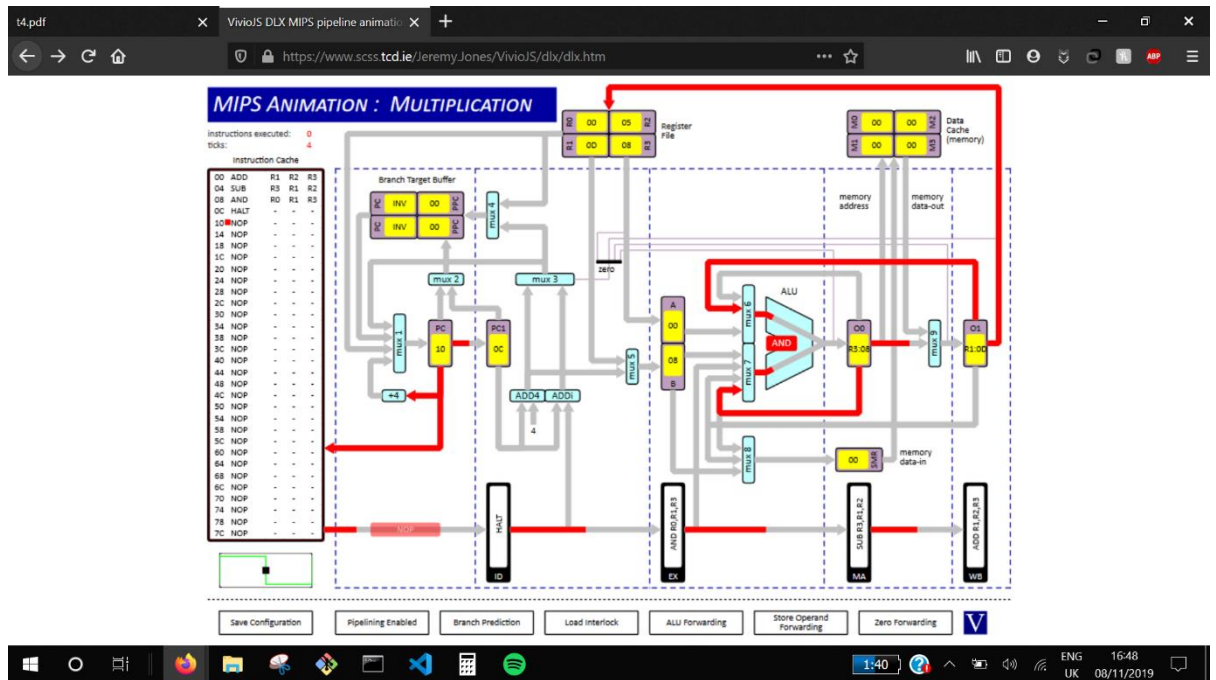 t4.pdf
VivioJS DLX MIPS pipeline animatio
https://www.scss.tcd.ie/Jeremy.Jones/VivioJS/dlx/dlx.htm
ABP
MIPS ANIMATION : MULTIPLICATION
instructions executed: 0
ticks: 4
Instruction Cache
00 ADD R1 R2 R3
04 SUB R3 R1 R2
08 AND R0 R1 R3
0C HALT - - -
10 NOP - - -
14 NOP - - -
18 NOP - - -
1C NOP - - -
20 NOP - - -
24 NOP - - -
28 NOP - - -
2C NOP - - -
30 NOP - - -
34 NOP - - -
38 NOP - - -
3C NOP - - -
40 NOP - - -
44 NOP - - -
48 NOP - - -
4C NOP - - -
50 NOP - - -
54 NOP - - -
58 NOP - - -
5C NOP - - -
60 NOP - - -
64 NOP - - -
68 NOP - - -
6C NOP - - -
70 NOP - - -
74 NOP - - -
78 NOP - - -
7C NOP - - -
R0 00 05 R2
R1 0D 08 R3
Register
File
M0 00 00 M2
M1 00 00 M3
Data
Cache
(memory)
Branch Target Buffer
PC INV 00 PPC
PC INV 00 PPC
mux 4
memory
address
memory
data-out
zero
mux 2
mux 3
ALU
mux 1
PC
10
PC1
0C
A
00
08
B
mux 5
mux 6
mux 7
AND
O0
R3:08
mux 9
O1
R1:0D
+4
ADD4
ADDi
4
mux 8
00 SMR
memory
data-in
NOP
HALT
ID
AND R0,R1,R3
EX
SUB R3,R1,R2
MA
ADD R1,R2,R3
WB
Save Configuration
Pipelining Enabled
Branch Prediction
Load Interlock
ALU Forwarding
Store Operand
Forwarding
Zero Forwarding
V
1:40
ENG
UK
16:48
08/11/2019